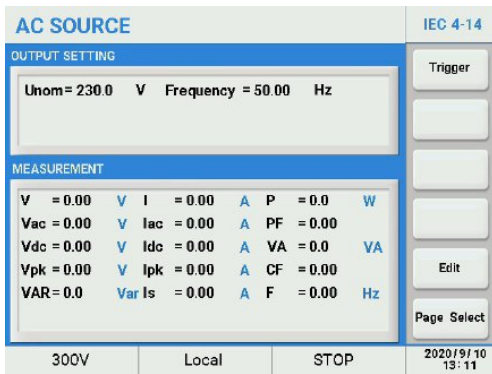 AC SOURCE
IEC 4-14
OUTPUT SETTING
Trigger
Unom= 230.0 V Frequency = 50.00 Hz
MEASUREMENT
V = 0.00 V I = 0.00 A P = 0.0 W
Vac = 0.00 V Iac = 0.00 A PF = 0.00
Vdc = 0.00 V Idc = 0.00 A VA = 0.0 VA
Vpk = 0.00 V Ipk = 0.00 A CF = 0.00
VAR= 0.0 Var Is = 0.00 A F = 0.00 Hz
Edit
Page Select
300V Local STOP
2020/9/10
13:11